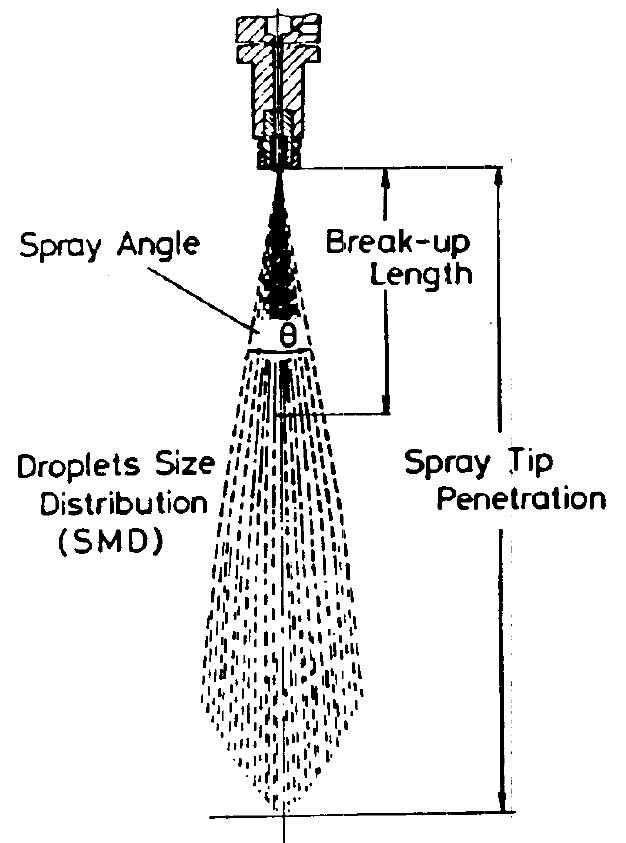 Spray Angle
Break-up
Length
θ
Droplets Size
Distribution
(SMD)
Spray Tip
Penetration